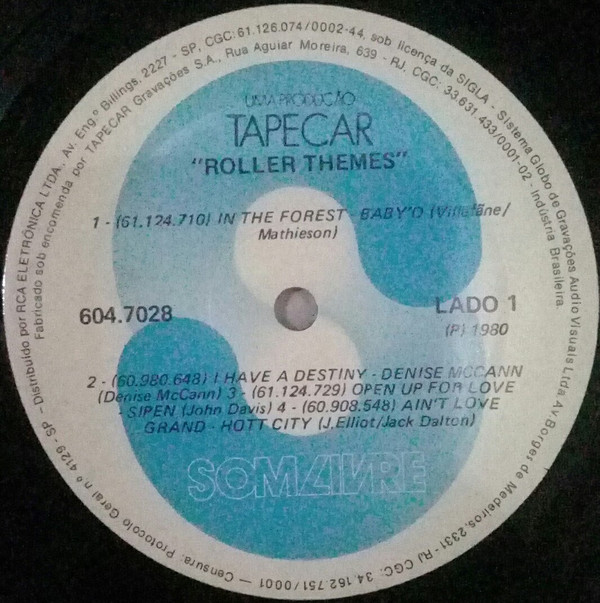 UMA PRODUÇÃO
TAPECAR
"ROLLER THEMES"
1 - (61.124.710) IN THE FOREST - BABY'O (Villafãne/
Mathieson)
604.7028
LADO 1
(P) 1980
2 - (60.980.648) I HAVE A DESTINY - DENISE MCCANN
(Denise McCann) 3 - (61.124.729) OPEN UP FOR LOVE
- SIPEN (John Davis) 4 - (60.908.548) AIN'T LOVE
GRAND - HOTT CITY (J.Elliot/Jack Dalton)
SOMLIVRE
Fabricado sob encomenda por TAPECAR Gravações S.A., Rua Aguiar Moreira, 639 - RJ, CGC: 33.631.433/0001-02 - Indústria Brasileira.
– Distribuído por RCA ELETRÔNICA LTDA., Av. Eng.º Billings, 2227 - SP, CGC:61.126.074/0002-44, sob licença da SIGLA - Sistema Globo de Gravações Audio Visuais Ltda. Av Borges de Medeiros, 2331 - RJ CGC: 34.162.751/0001 — Censura: Protocolo Geral n.º 4129 - SP